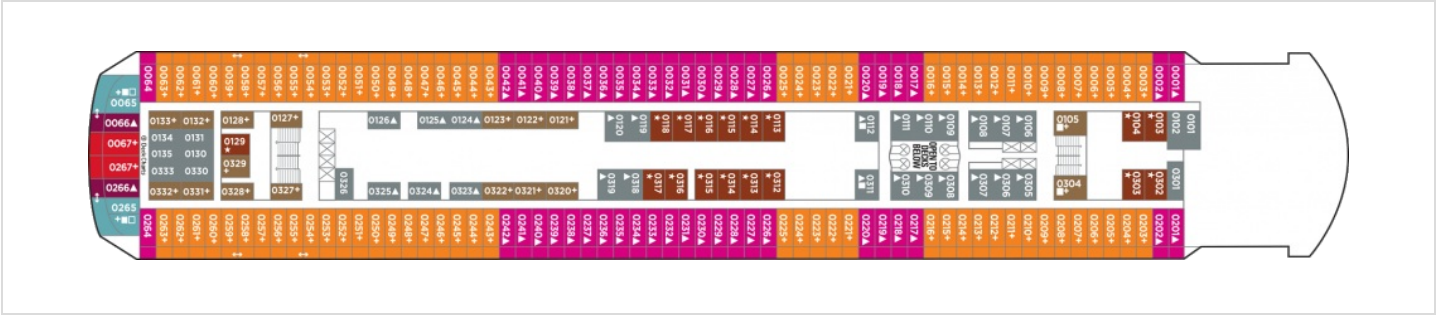 0064 0063+ 0062+ 0061+ 0060+ 0059+ 0058+ 0057+ 0056+ 0055+ 0054+ 0053+ 0052+ 0051+ 0050+ 0049+ 0048+ 0047+ 0046+ 0045+ 0044+ 0043+ 0042▲ 0041▲ 0040▲ 0039▲ 0038▲ 0037▲ 0036▲ 0035▲ 0034▲ 0033▲ 0032▲ 0031▲ 0030▲ 0029▲ 0028▲ 0027▲ 0026▲ 0025+ 0024+ 0023+ 0022+ 0021+ 0020▲ 0019▲ 0018▲ 0017▲ 0016+ 0015+ 0014+ 0013+ 0012+ 0011+ 0010+ 0009+ 0008+ 0007+ 0006+ 0005+ 0004+ 0003+ 0002▲ 0001▲
+■□
0065
0066▲ 0133+ 0132+ 0128+ 0127+ 0126▲ 0125▲ 0124▲ 0123+ 0122+ 0121+ ▲0120 ▲0119 ★0118 ★0117 ★0116 ★0115 ★0114 ★0113 ▲■0112 ▲0111 ▲0110 ▲0109 ▲0108 ▲0107 ▲0106 0105■+ ★0104 ★0103 0102 0101
0067+ 0134 0131 0129★
0135 0130
OPEN TO
DECKS
BELOW
0267+ 0333 0330 0329+
0266▲ 0332+ 0331+ 0328+ 0327+ 0326 0325▲ 0324▲ 0323▲ 0322+ 0321+ 0320+ ▲0319 ▲0318 ★0317 ★0316 ★0315 ★0314 ★0313 ★0312 ▲■0311 ▲0310 ▲0309 ▲0308 ▲0307 ▲0306 ▲0305 0304■+ ★0303 ★0302 0301
0265
+■□
0264 0263+ 0262+ 0261+ 0260+ 0259+ 0258+ 0257+ 0256+ 0255+ 0254+ 0253+ 0252+ 0251+ 0250+ 0249+ 0248+ 0247+ 0246+ 0245+ 0244+ 0243+ 0242▲ 0241▲ 0240▲ 0239▲ 0238▲ 0237▲ 0236▲ 0235▲ 0234▲ 0233▲ 0232▲ 0231▲ 0230▲ 0229▲ 0228▲ 0227▲ 0226▲ 0225+ 0224+ 0223+ 0222+ 0221+ 0220▲ 0219▲ 0218▲ 0217▲ 0216+ 0215+ 0214+ 0213+ 0212+ 0211+ 0210+ 0209+ 0208+ 0207+ 0206+ 0205+ 0204+ 0203+ 0202▲ 0201▲